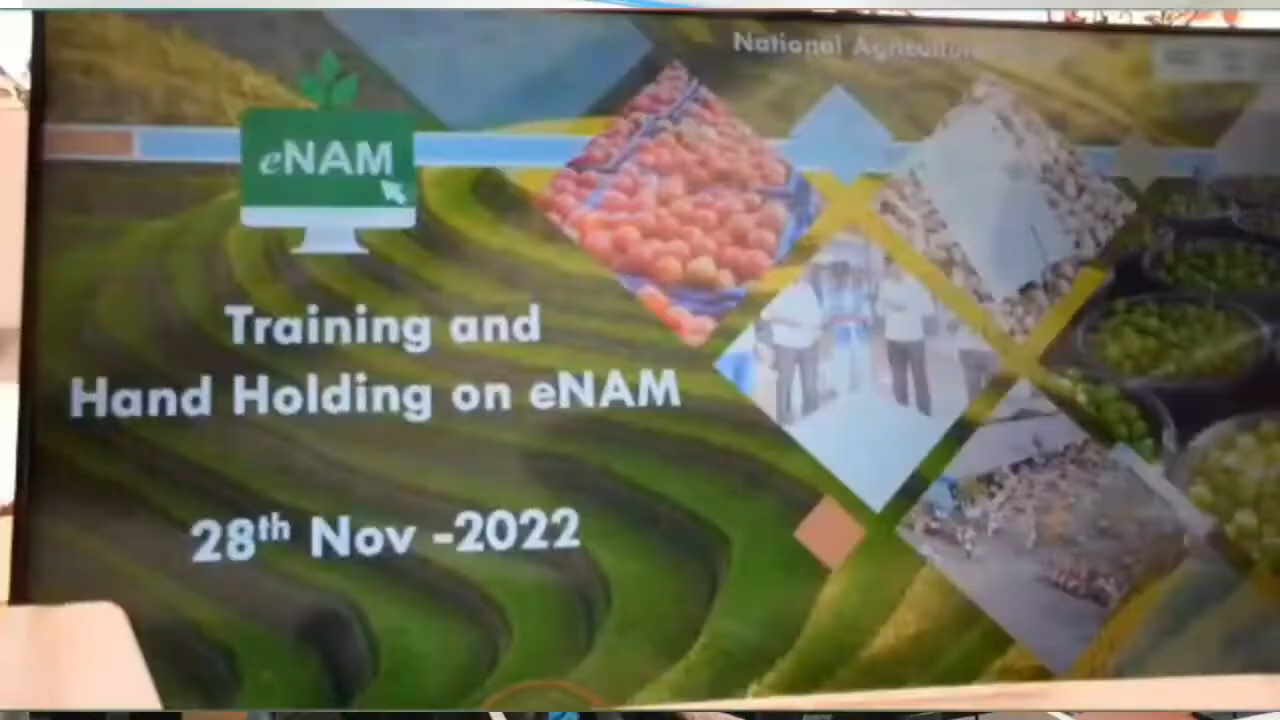 National Agriculture
eNAM
Training and
Hand Holding on eNAM
28th Nov -2022